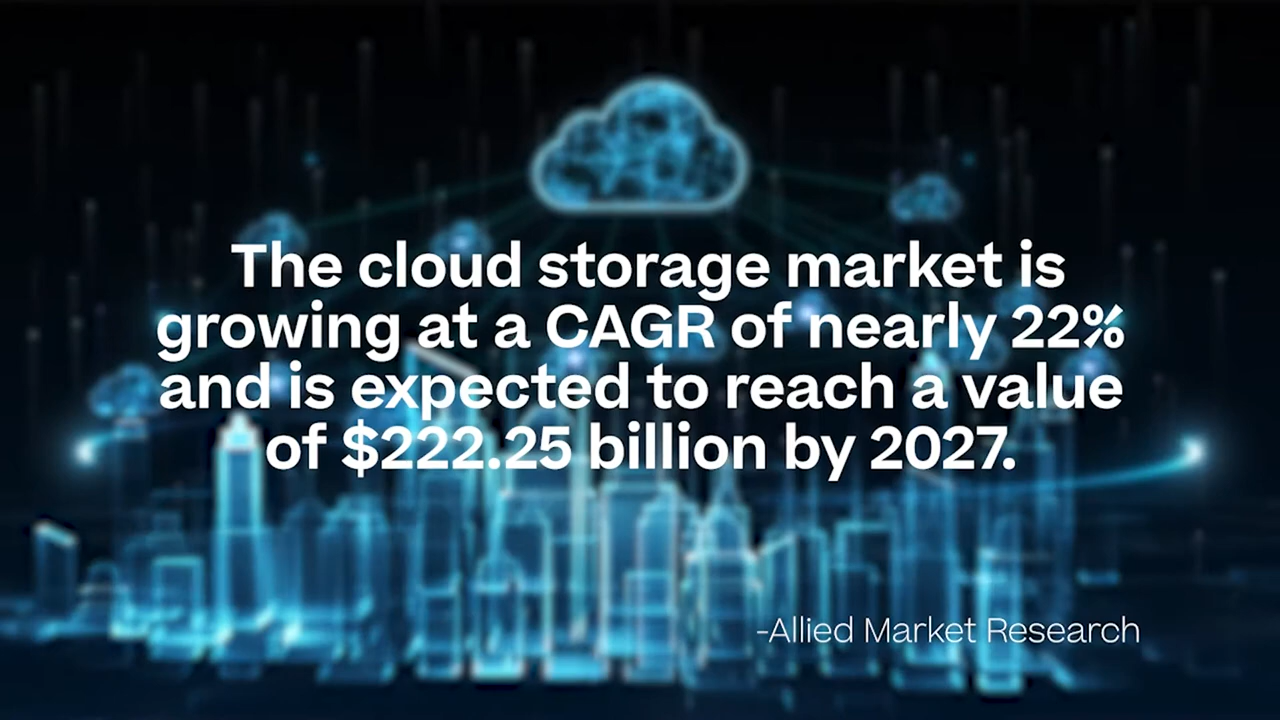 The cloud storage market is
growing at a CAGR of nearly 22%
and is expected to reach a value
of $222.25 billion by 2027.
-Allied Market Research